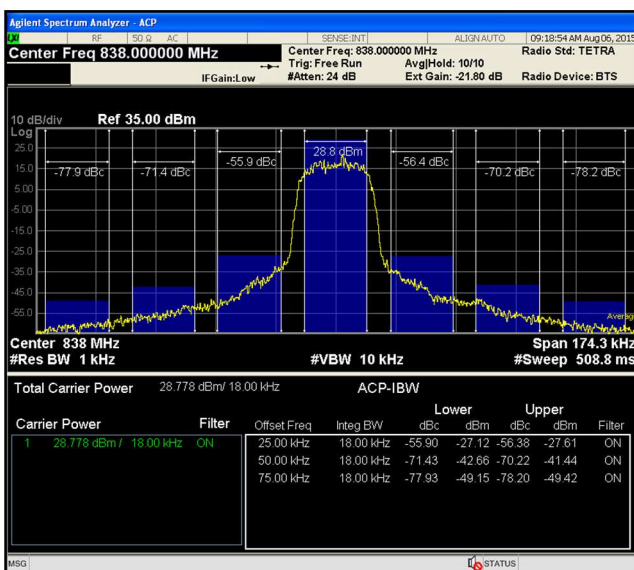 Agilent Spectrum Analyzer - ACP
LXI RF 50 Ω AC SENSE:INT ALIGN AUTO 09:18:54 AM Aug 06, 2015
Center Freq 838.000000 MHz Center Freq: 838.000000 MHz Radio Std: TETRA
Trig: Free Run Avg|Hold: 10/10
IFGain:Low #Atten: 24 dB Ext Gain: -21.80 dB Radio Device: BTS
10 dB/div Ref 35.00 dBm
Log
25.0
28.8 dBm
-77.9 dBc -71.4 dBc -55.9 dBc -56.4 dBc -70.2 dBc -78.2 dBc
15.0
5.00
-5.00
-15.0
-25.0
-35.0
-45.0
-55.0
Center 838 MHz Span 174.3 kHz
#Res BW 1 kHz #VBW 10 kHz #Sweep 508.8 ms
Total Carrier Power 28.778 dBm/ 18.00 kHz ACP-IBW
Lower Upper
Carrier Power Filter Offset Freq Integ BW dBc dBm dBc dBm Filter
1 28.778 dBm / 18.00 kHz ON 25.00 kHz 18.00 kHz -55.90 -27.12 -56.38 -27.61 ON
50.00 kHz 18.00 kHz -71.43 -42.66 -70.22 -41.44 ON
75.00 kHz 18.00 kHz -77.93 -49.15 -78.20 -49.42 ON
MSG STATUS